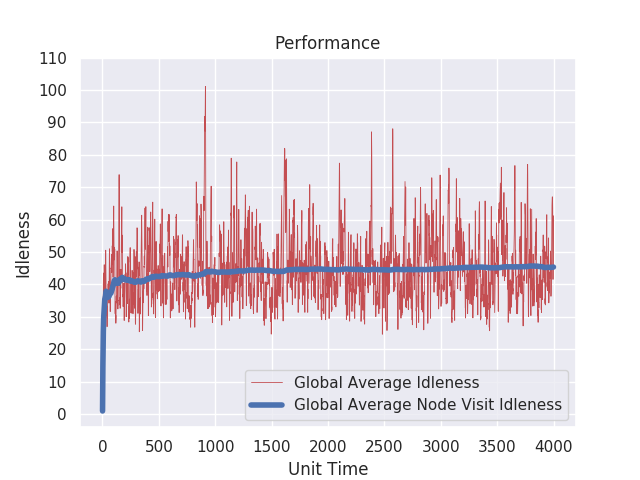 Performance
110
100
90
80
70
60
50
40
30
20
10
0
Idleness
Global Average Idleness
Global Average Node Visit Idleness
0 500 1000 1500 2000 2500 3000 3500 4000
Unit Time